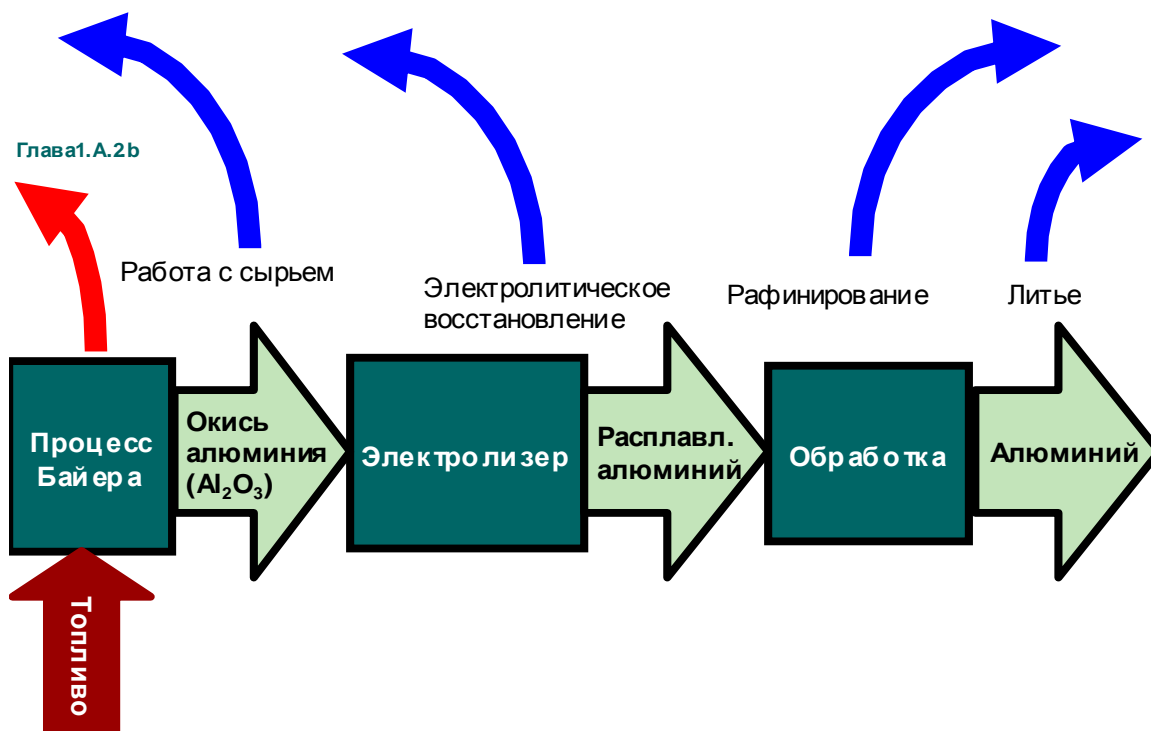 Глава1.А.2b
Работа с сырьем
Электролитическое
восстановление
Рафинирование
Литье
Процесс
Байера
Окись
алюминия
(Al₂O₃)
Электролизер
Расплавл.
алюминий
Обработка
Алюминий
Топливо